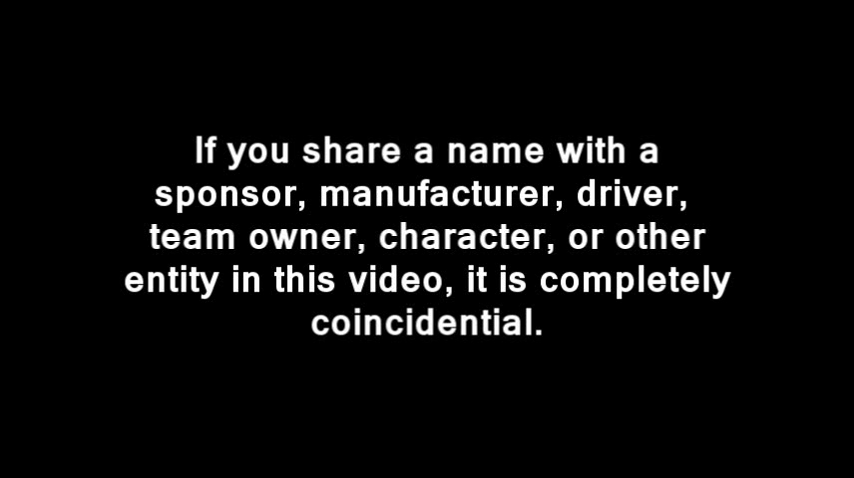 If you share a name with a
sponsor, manufacturer, driver,
team owner, character, or other
entity in this video, it is completely
coincidential.